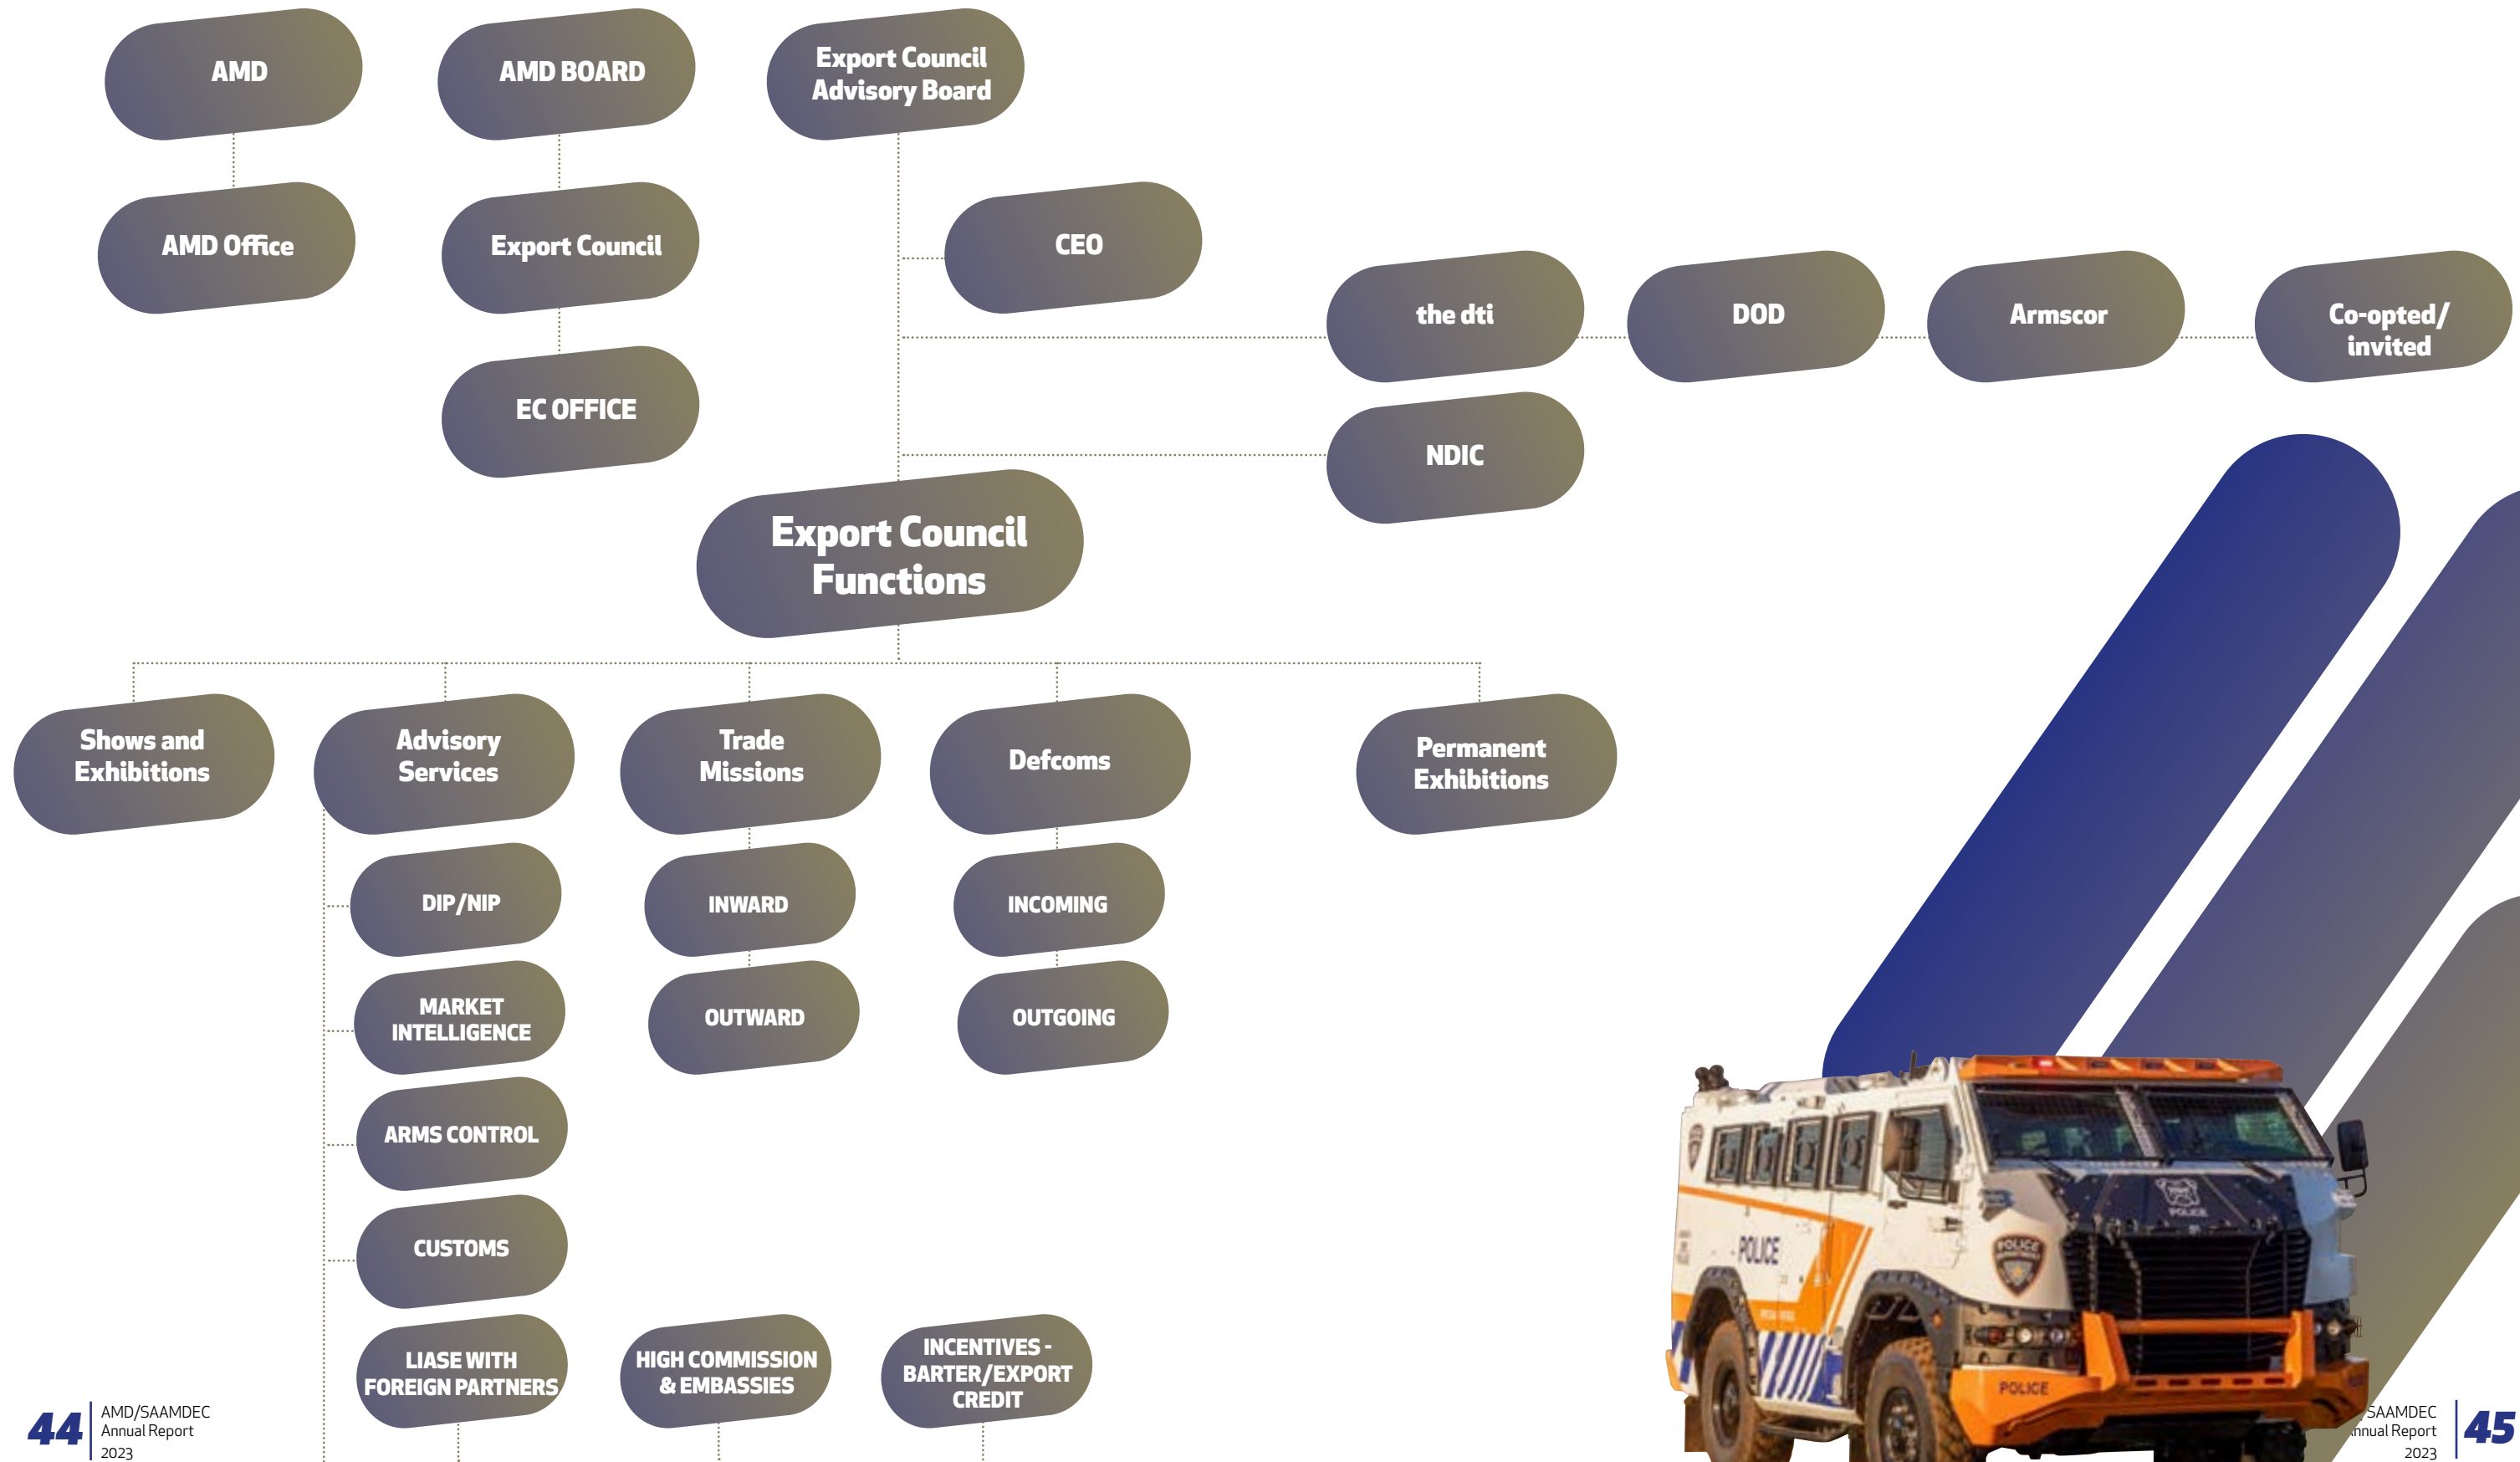 AMD
AMD BOARD
Export Council
Advisory Board
AMD Office
Export Council
CEO
the dti
DOD
Armscor
Co-opted/
invited
EC OFFICE
NDIC
Export Council
Functions
Shows and
Exhibitions
Advisory
Services
Trade
Missions
Defcoms
Permanent
Exhibitions
DIP/NIP
INWARD
INCOMING
MARKET
INTELLIGENCE
OUTWARD
OUTGOING
ARMS CONTROL
CUSTOMS
LIASE WITH
FOREIGN PARTNERS
HIGH COMMISSION
& EMBASSIES
INCENTIVES -
BARTER/EXPORT
CREDIT
POLICE
POLICE
POLICE
POLICE
44
AMD/SAAMDEC
Annual Report
2023
/SAAMDEC
nnual Report
2023
45